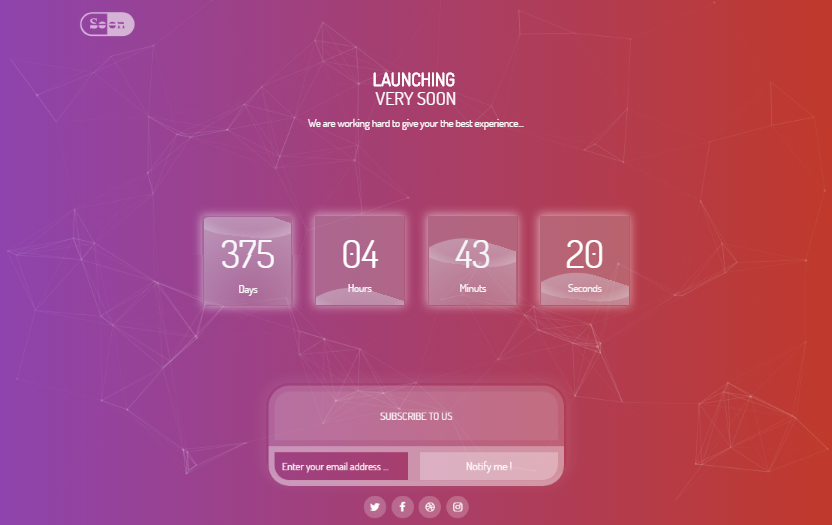 Soon
LAUNCHING
VERY SOON
We are working hard to give your the best experience...
375
Days
04
Hours
43
Minuts
20
Seconds
SUBSCRIBE TO US
Enter your email address ...
Notify me !